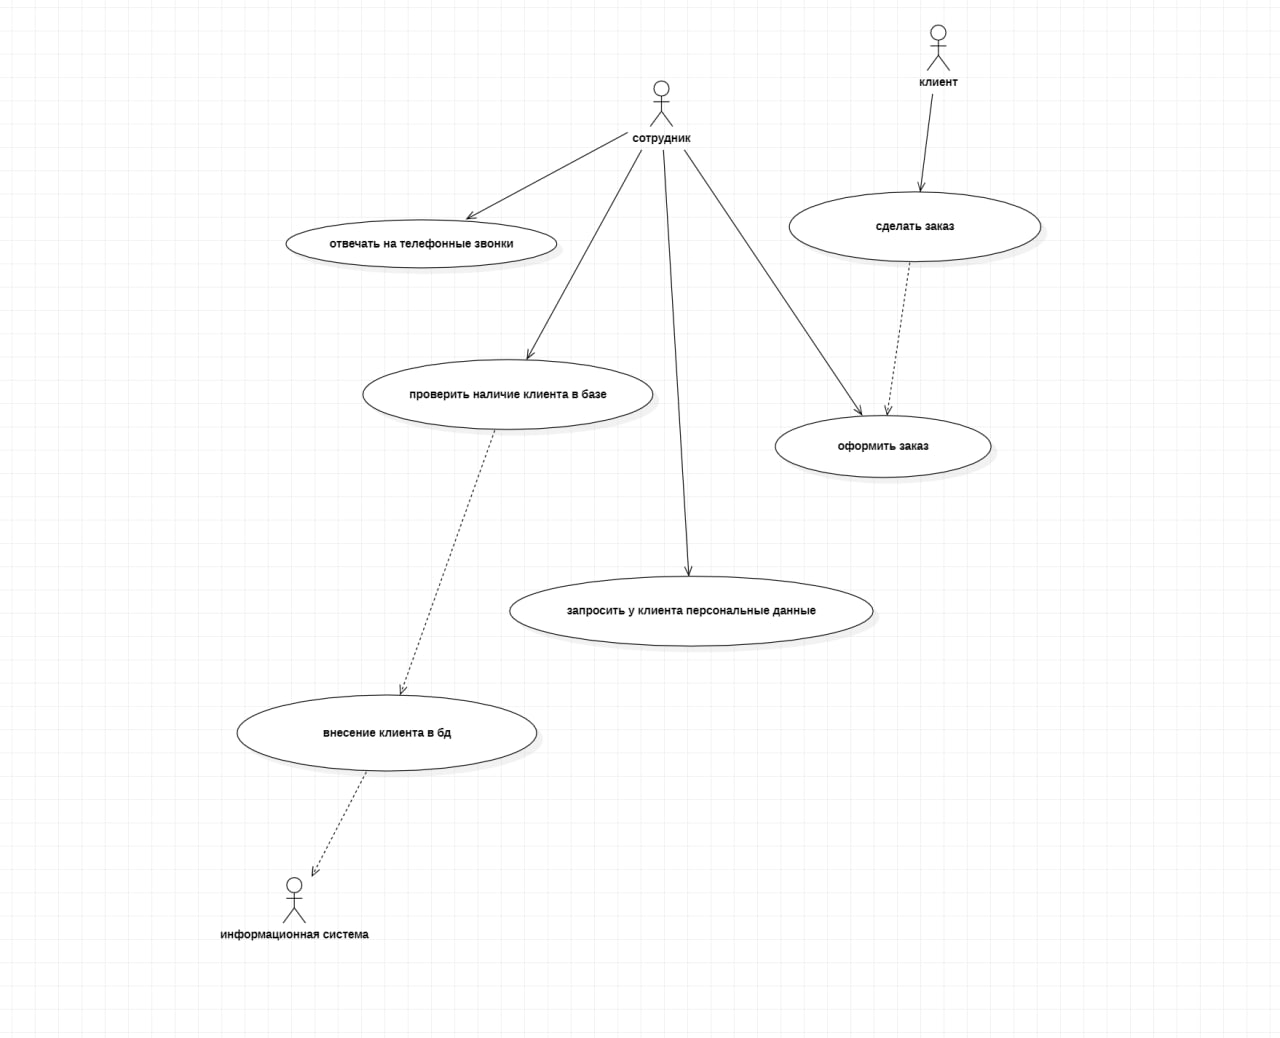 клиент
сотрудник
сделать заказ
отвечать на телефонные звонки
проверить наличие клиента в базе
оформить заказ
запросить у клиента персональные данные
внесение клиента в бд
информационная система